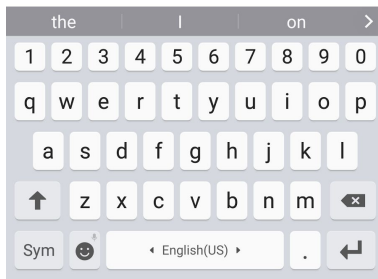 the I on
1 2 3 4 5 6 7 8 9 0
q w e r t y u i o p
a s d f g h j k l
z x c v b n m
Sym English(US) .